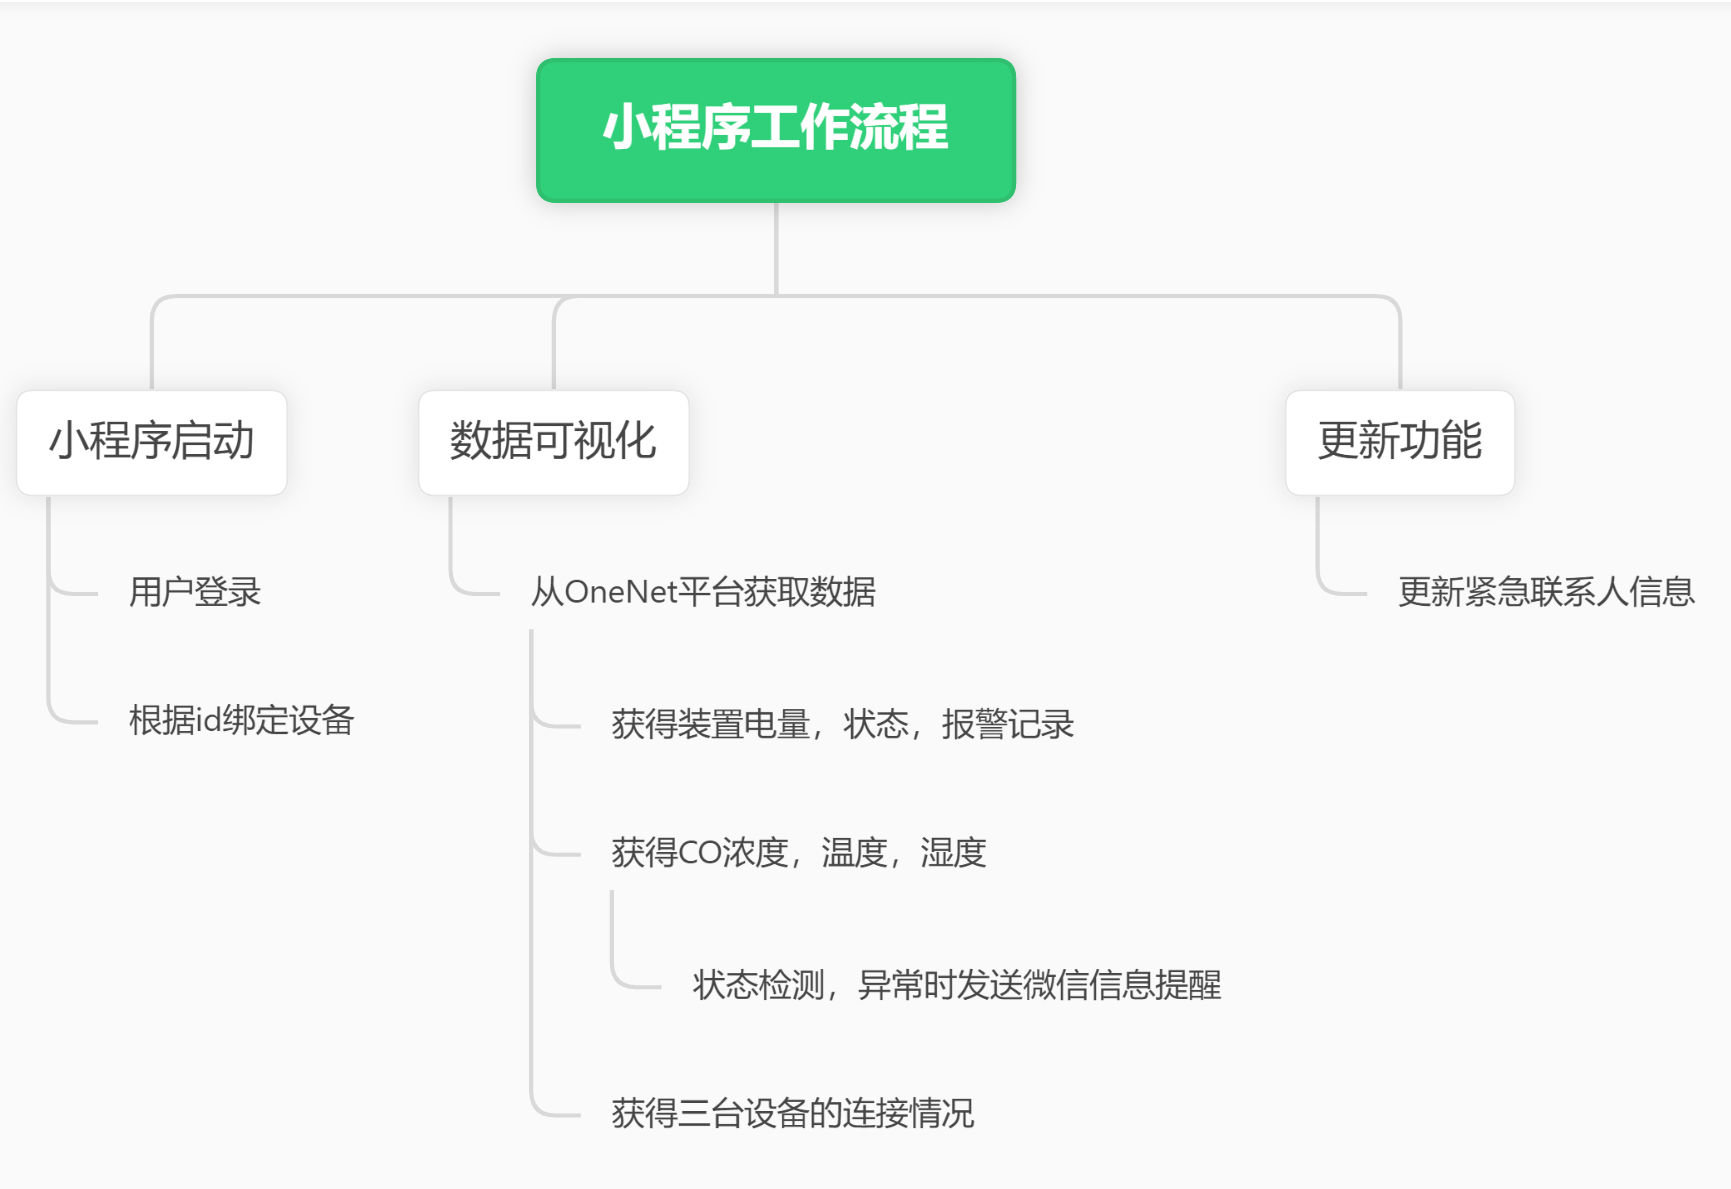 小程序工作流程
小程序启动
用户登录
根据id绑定设备
数据可视化
从OneNet平台获取数据
获得装置电量，状态，报警记录
获得CO浓度，温度，湿度
状态检测，异常时发送微信信息提醒
获得三台设备的连接情况
更新功能
更新紧急联系人信息